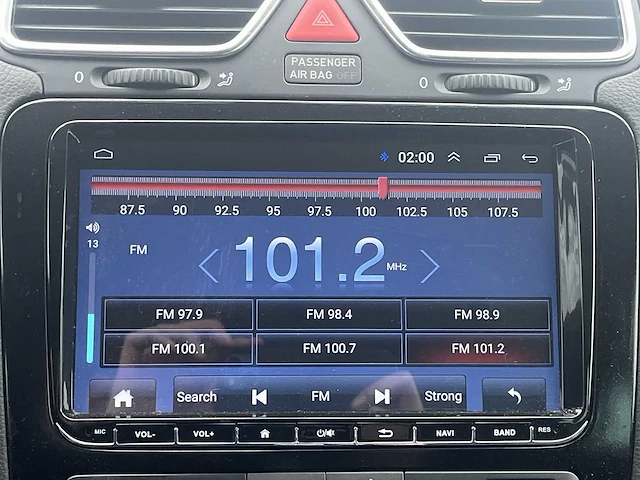 PASSENGER
AIR BAG OFF
0
0
02:00
87.5 90 92.5 95 97.5 100 102.5 105 107.5
13
FM
101.2 MHz
FM 97.9 FM 98.4 FM 98.9
FM 100.1 FM 100.7 FM 101.2
Search FM Strong
MIC VOL- VOL+ NAVI BAND RES